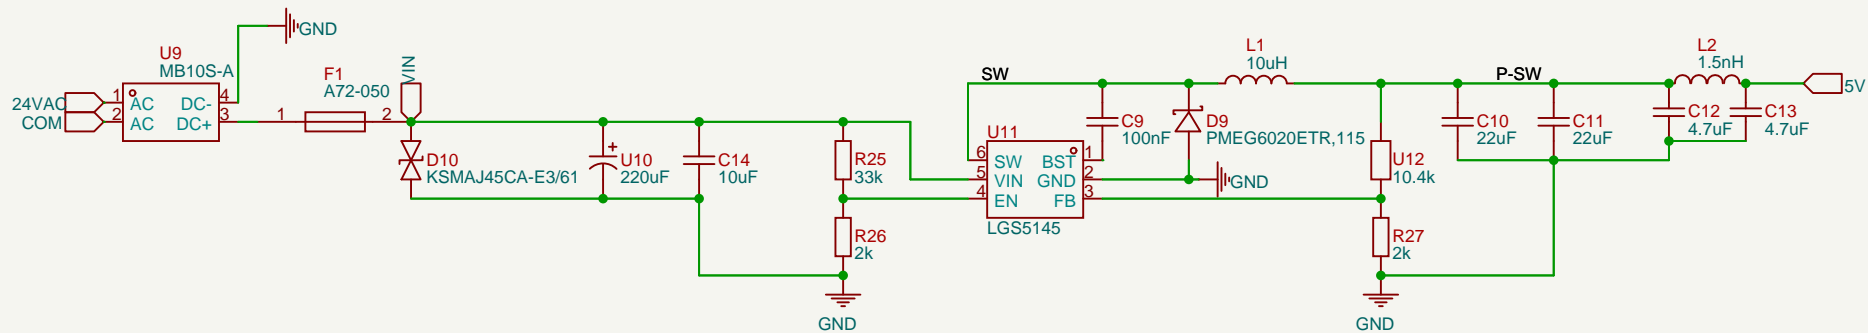 GND
U9
MB10S-A
24VAC
COM
1
2
AC
AC
DC-
DC+
4
3
F1
A72-050
1
2
VIN
D10
KSMAJ45CA-E3/61
+
U10
220uF
C14
10uF
R25
33k
R26
2k
GND
SW
U11
6
5
4
SW
VIN
EN
BST
GND
FB
1
2
3
LGS5145
C9
100nF
D9
PMEG6020ETR,115
GND
L1
10uH
U12
10.4k
R27
2k
GND
P-SW
C10
22uF
C11
22uF
L2
1.5nH
C12
4.7uF
C13
4.7uF
5V